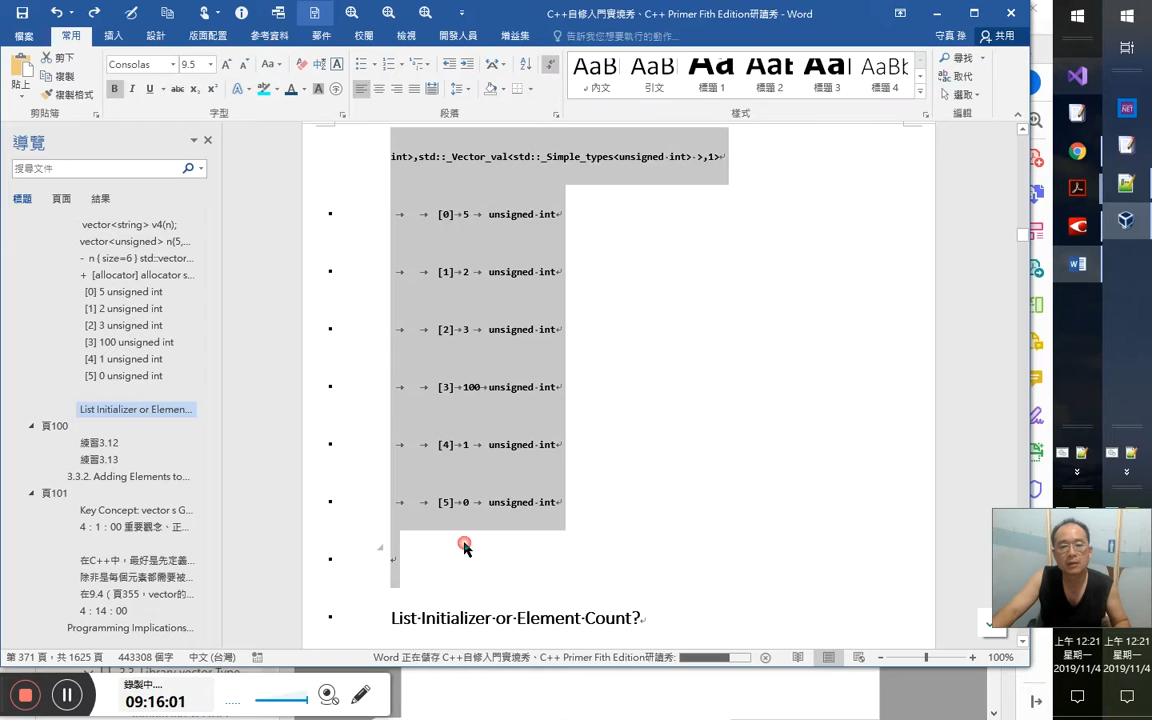 C++自修入門實境秀、C++ Primer Fith Edition研讀秀 - Word
檔案 常用 插入 設計 版面配置 參考資料 郵件 校閱 檢視 開發人員 增益集 告訴我您想要執行的動作... 守真 孫 共用
貼上 剪下 複製 複製格式
Consolas 9.5
AaB AaB AaB AaB AaB AaBb
內文 引文 標題 1 標題 2 標題 3 標題 4
尋找 取代 選取
剪貼簿 字型 段落 樣式 編輯
導覽
搜尋文件
標題 頁面 結果
vector<string> v4(n);
vector<unsigned> n(5,...
- n { size=6 } std::vector...
+ [allocator] allocator s...
[0] 5 unsigned int
[1] 2 unsigned int
[2] 3 unsigned int
[3] 100 unsigned int
[4] 1 unsigned int
[5] 0 unsigned int
List Initializer or Elemen...
頁100
練習3.12
練習3.13
3.3.2. Adding Elements to...
頁101
Key Concept: vector s G...
4：1：00 重要觀念、正...
在C++中，最好是先定義...
除非是每個元素都需要被...
在9.4（頁355，vector的...
4：14：00
Programming Implications...
int>,std::_Vector_val<std::_Simple_types<unsigned int> >,1>
[0] 5 unsigned int
[1] 2 unsigned int
[2] 3 unsigned int
[3] 100 unsigned int
[4] 1 unsigned int
[5] 0 unsigned int
List Initializer or Element Count?
第 371 頁，共 1625 頁 443308 個字 中文 (台灣) Word 正在儲存 C++自修入門實境秀、C++ Primer Fith Edition研讀秀: 100%
錄製中...
09:16:01
上午 12:21
星期一
2019/11/4
上午 12:21
星期一
2019/11/4